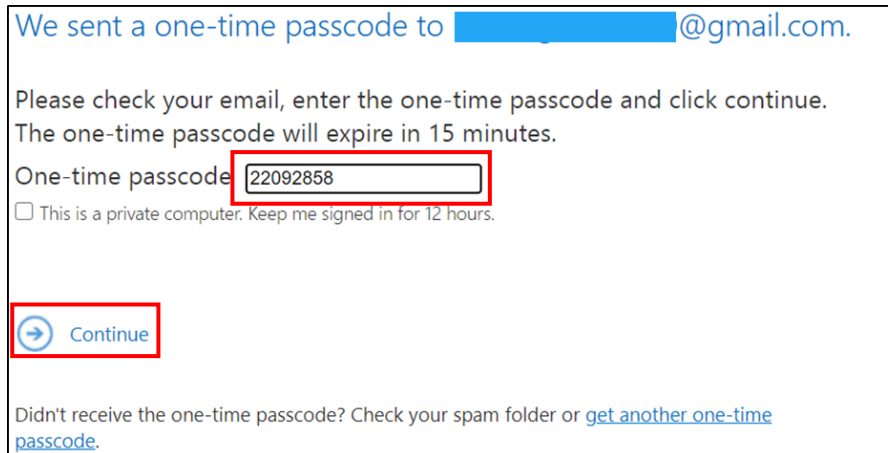 We sent a one-time passcode to @gmail.com.
Please check your email, enter the one-time passcode and click continue.
The one-time passcode will expire in 15 minutes.
One-time passcode 22092858
This is a private computer. Keep me signed in for 12 hours.
Continue
Didn't receive the one-time passcode? Check your spam folder or get another one-time
passcode.